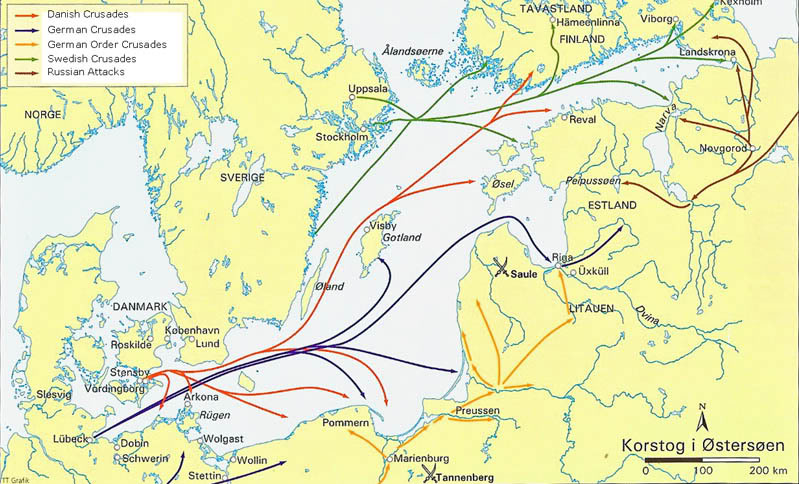 Danish Crusades
German Crusades
German Order Crusades
Swedish Crusades
Russian Attacks
TAVASTLAND
Hämeenlinna
FINLAND
Viborg
Kexholm
Landskrona
Ålandsøerne
Uppsala
Stockholm
NORGE
SVERIGE
Reval
Narva
Novgorod
Øsel
Peipussøen
ESTLAND
Visby
Gotland
Riga
Üxküll
Saule
Øland
LITAUEN
Dvina
DANMARK
København
Roskilde
Lund
Stensby
Vordingborg
Slesvig
Arkona
Rügen
Pommern
Preussen
Lübeck
Dobin
Schwerin
Wolgast
Wollin
Stettin
Marienburg
Tannenberg
N
Korstog i Østersøen
0 100 200 km
TT Grafik